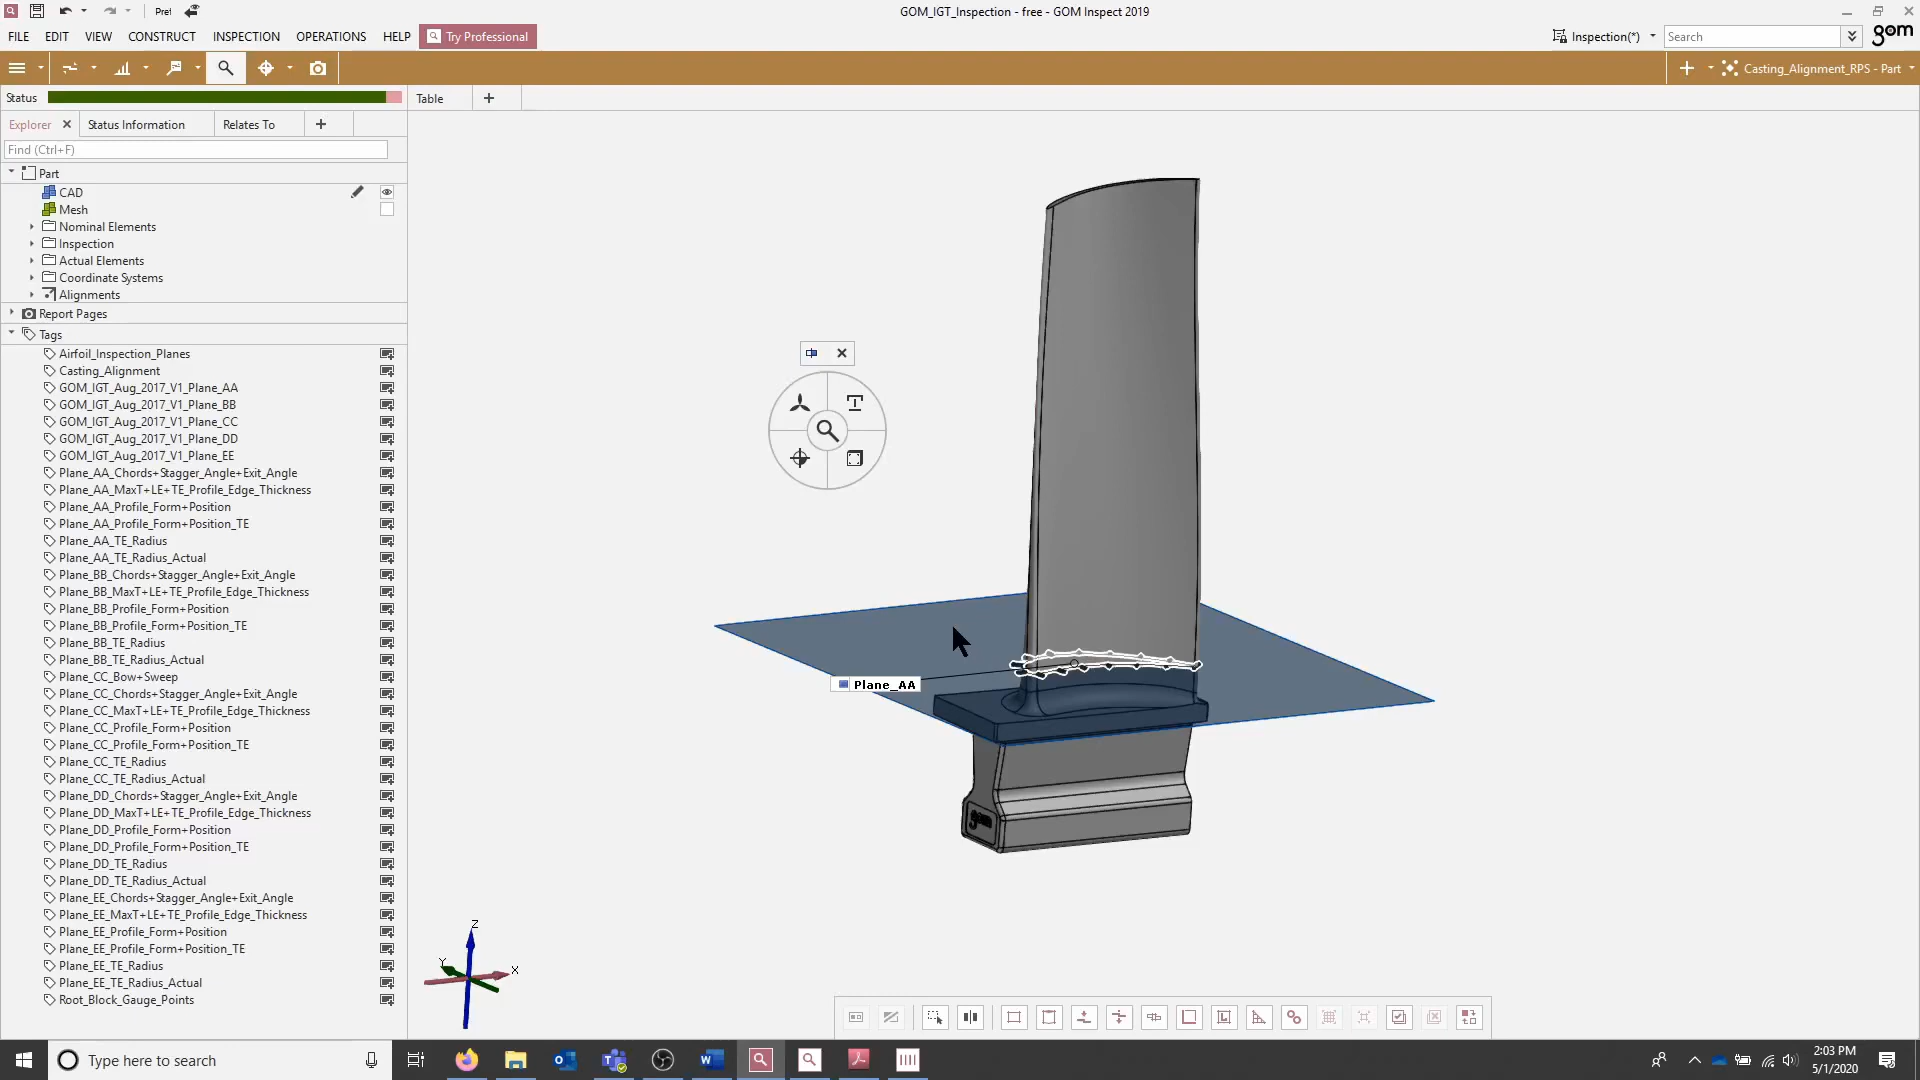 Pref
GOM_IGT_Inspection - free - GOM Inspect 2019
FILE EDIT VIEW CONSTRUCT INSPECTION OPERATIONS HELP Try Professional
Inspection(*) Search gom
Casting_Alignment_RPS - Part
Status
Table
Explorer Status Information Relates To
Find (Ctrl+F)
Part
CAD
Mesh
Nominal Elements
Inspection
Actual Elements
Coordinate Systems
Alignments
Report Pages
Tags
Airfoil_Inspection_Planes
Casting_Alignment
GOM_IGT_Aug_2017_V1_Plane_AA
GOM_IGT_Aug_2017_V1_Plane_BB
GOM_IGT_Aug_2017_V1_Plane_CC
GOM_IGT_Aug_2017_V1_Plane_DD
GOM_IGT_Aug_2017_V1_Plane_EE
Plane_AA_Chords+Stagger_Angle+Exit_Angle
Plane_AA_MaxT+LE+TE_Profile_Edge_Thickness
Plane_AA_Profile_Form+Position
Plane_AA_Profile_Form+Position_TE
Plane_AA_TE_Radius
Plane_AA_TE_Radius_Actual
Plane_BB_Chords+Stagger_Angle+Exit_Angle
Plane_BB_MaxT+LE+TE_Profile_Edge_Thickness
Plane_BB_Profile_Form+Position
Plane_BB_Profile_Form+Position_TE
Plane_BB_TE_Radius
Plane_BB_TE_Radius_Actual
Plane_CC_Bow+Sweep
Plane_CC_Chords+Stagger_Angle+Exit_Angle
Plane_CC_MaxT+LE+TE_Profile_Edge_Thickness
Plane_CC_Profile_Form+Position
Plane_CC_Profile_Form+Position_TE
Plane_CC_TE_Radius
Plane_CC_TE_Radius_Actual
Plane_DD_Chords+Stagger_Angle+Exit_Angle
Plane_DD_MaxT+LE+TE_Profile_Edge_Thickness
Plane_DD_Profile_Form+Position
Plane_DD_Profile_Form+Position_TE
Plane_DD_TE_Radius
Plane_DD_TE_Radius_Actual
Plane_EE_Chords+Stagger_Angle+Exit_Angle
Plane_EE_MaxT+LE+TE_Profile_Edge_Thickness
Plane_EE_Profile_Form+Position
Plane_EE_Profile_Form+Position_TE
Plane_EE_TE_Radius
Plane_EE_TE_Radius_Actual
Root_Block_Gauge_Points
Plane_AA
gom
Z
Y
X
Type here to search
2:03 PM
5/1/2020